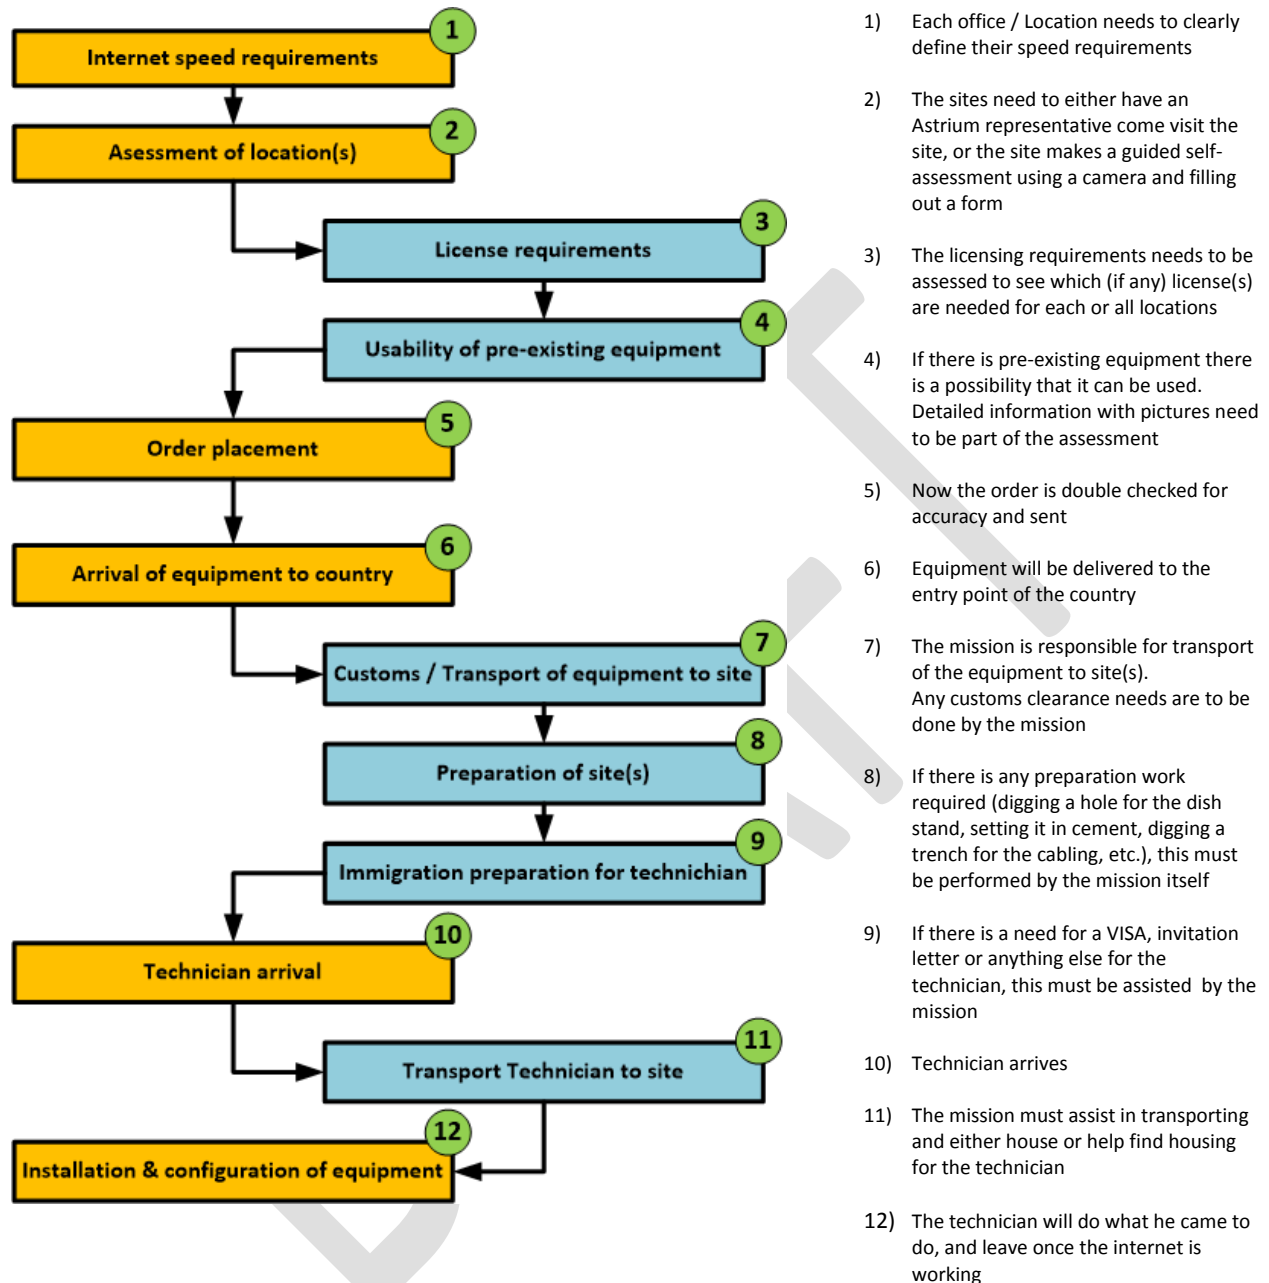 1
Internet speed requirements
2
Asessment of location(s)
3
License requirements
4
Usability of pre-existing equipment
5
Order placement
6
Arrival of equipment to country
7
Customs / Transport of equipment to site
8
Preparation of site(s)
9
Immigration preparation for technichian
10
Technician arrival
11
Transport Technician to site
12
Installation & configuration of equipment
1) Each office / Location needs to clearly
define their speed requirements
2) The sites need to either have an
Astrium representative come visit the
site, or the site makes a guided self-
assessment using a camera and filling
out a form
3) The licensing requirements needs to be
assessed to see which (if any) license(s)
are needed for each or all locations
4) If there is pre-existing equipment there
is a possibility that it can be used.
Detailed information with pictures need
to be part of the assessment
5) Now the order is double checked for
accuracy and sent
6) Equipment will be delivered to the
entry point of the country
7) The mission is responsible for transport
of the equipment to site(s).
Any customs clearance needs are to be
done by the mission
8) If there is any preparation work
required (digging a hole for the dish
stand, setting it in cement, digging a
trench for the cabling, etc.), this must
be performed by the mission itself
9) If there is a need for a VISA, invitation
letter or anything else for the
technician, this must be assisted by the
mission
10) Technician arrives
11) The mission must assist in transporting
and either house or help find housing
for the technician
12) The technician will do what he came to
do, and leave once the internet is
working